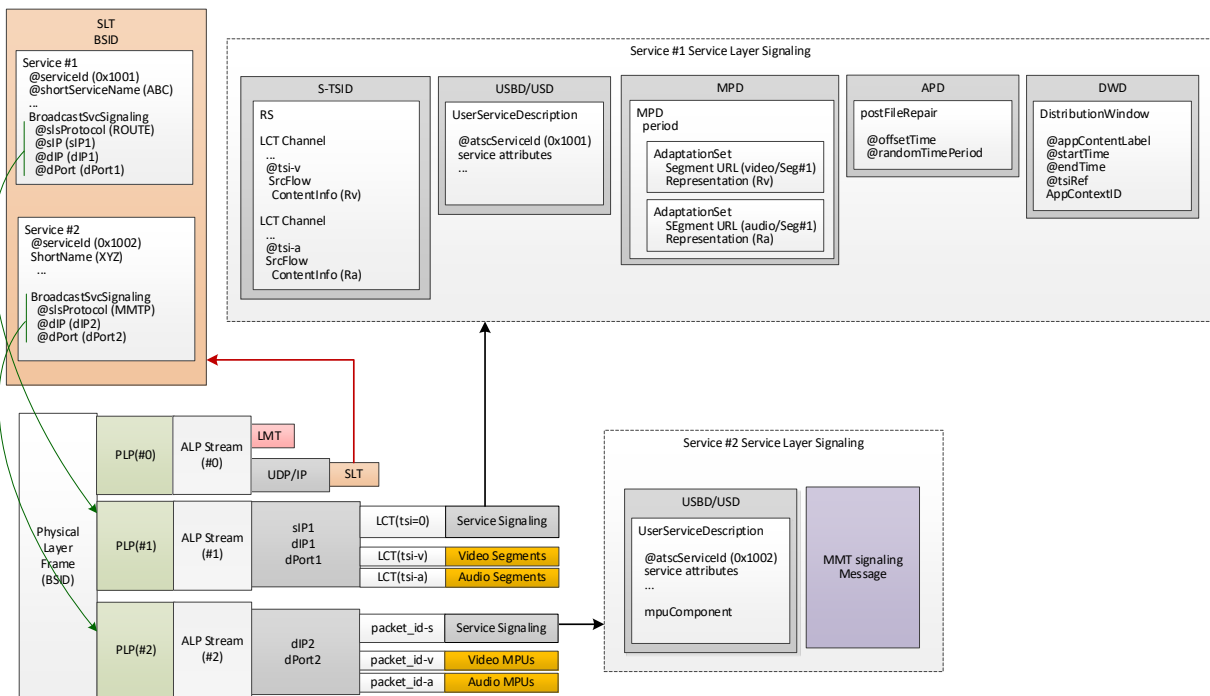 SLT
BSID
Service #1
@serviceId (0x1001)
@shortServiceName (ABC)
...
BroadcastSvcSignaling
@slsProtocol (ROUTE)
@sIP (sIP1)
@dIP (dIP1)
@dPort (dPort1)
Service #2
@serviceId (0x1002)
ShortName (XYZ)
...
BroadcastSvcSignaling
@slsProtocol (MMTP)
@dIP (dIP2)
@dPort (dPort2)
Service #1 Service Layer Signaling
S-TSID
RS
LCT Channel
...
@tsi-v
SrcFlow
ContentInfo (Rv)
LCT Channel
...
@tsi-a
SrcFlow
ContentInfo (Ra)
USBD/USD
UserServiceDescription
@atscServiceId (0x1001)
service attributes
...
MPD
MPD
period
AdaptationSet
Segment URL (video/Seg#1)
Representation (Rv)
AdaptationSet
SEgment URL (audio/Seg#1)
Representation (Ra)
APD
postFileRepair
@offsetTime
@randomTimePeriod
DWD
DistributionWindow
@appContentLabel
@startTime
@endTime
@tsiRef
AppContextID
Physical
Layer
Frame
(BSID)
PLP(#0)
ALP Stream
(#0)
LMT
UDP/IP
SLT
PLP(#1)
ALP Stream
(#1)
sIP1
dIP1
dPort1
LCT(tsi=0)
Service Signaling
LCT(tsi-v)
Video Segments
LCT(tsi-a)
Audio Segments
PLP(#2)
ALP Stream
(#2)
dIP2
dPort2
packet_id-s
Service Signaling
packet_id-v
Video MPUs
packet_id-a
Audio MPUs
Service #2 Service Layer Signaling
USBD/USD
UserServiceDescription
@atscServiceId (0x1002)
service attributes
...
mpuComponent
MMT signaling
Message